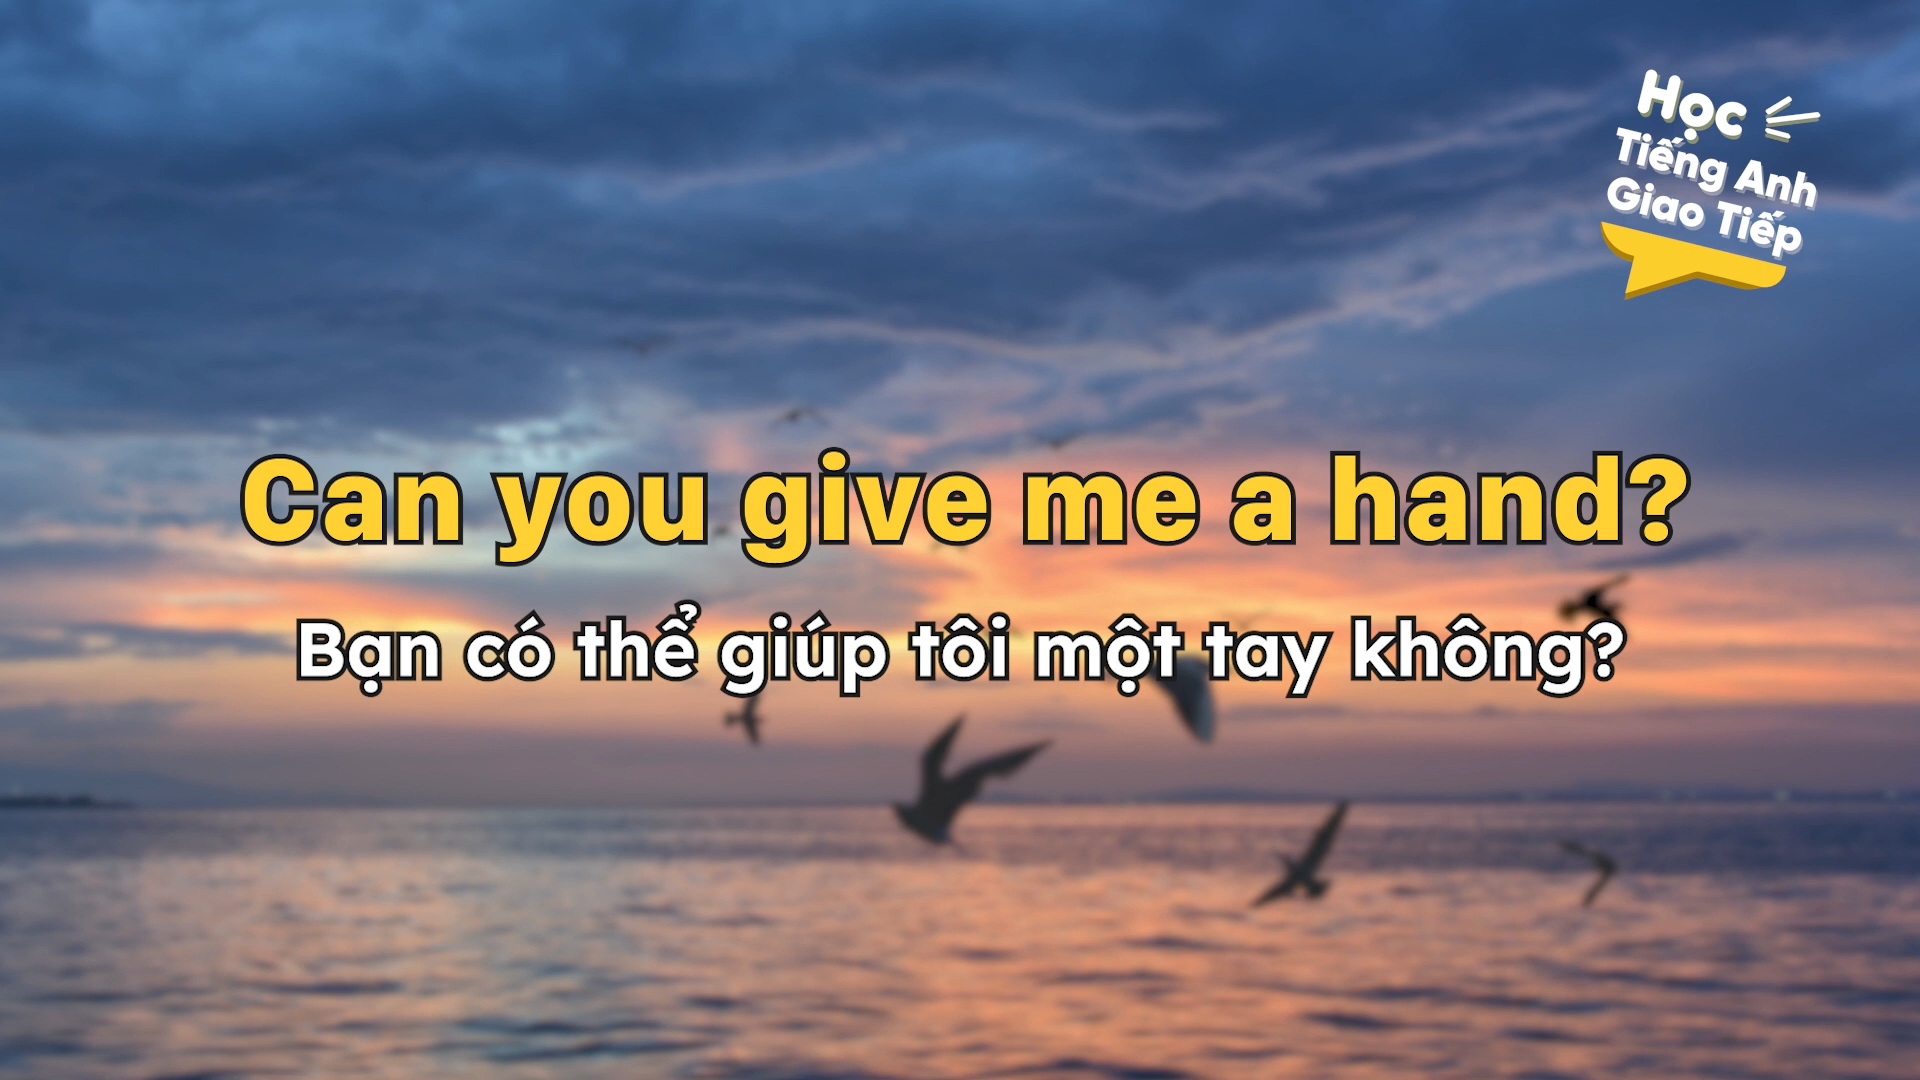 Học
Tiếng Anh
Giao Tiếp
Can you give me a hand?
Bạn có thể giúp tôi một tay không?